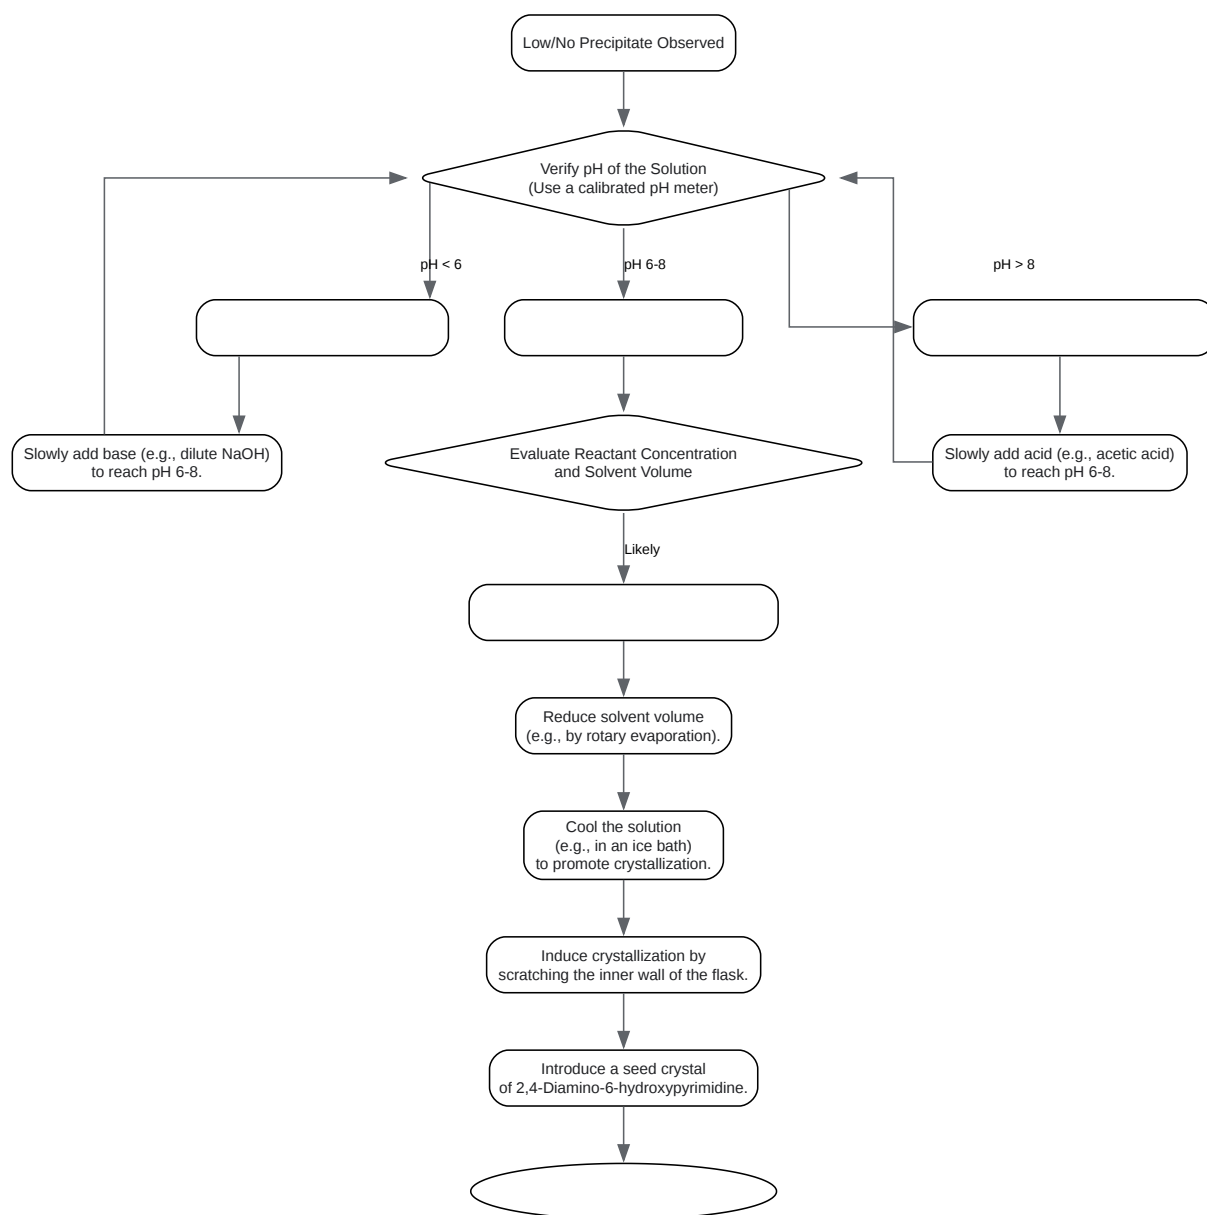 Low/No Precipitate Observed
Verify pH of the Solution
(Use a calibrated pH meter)
pH < 6
pH 6-8
pH > 8
Slowly add base (e.g., dilute NaOH)
to reach pH 6-8.
Evaluate Reactant Concentration
and Solvent Volume
Slowly add acid (e.g., acetic acid)
to reach pH 6-8.
Likely
Reduce solvent volume
(e.g., by rotary evaporation).
Cool the solution
(e.g., in an ice bath)
to promote crystallization.
Induce crystallization by
scratching the inner wall of the flask.
Introduce a seed crystal
of 2,4-Diamino-6-hydroxypyrimidine.